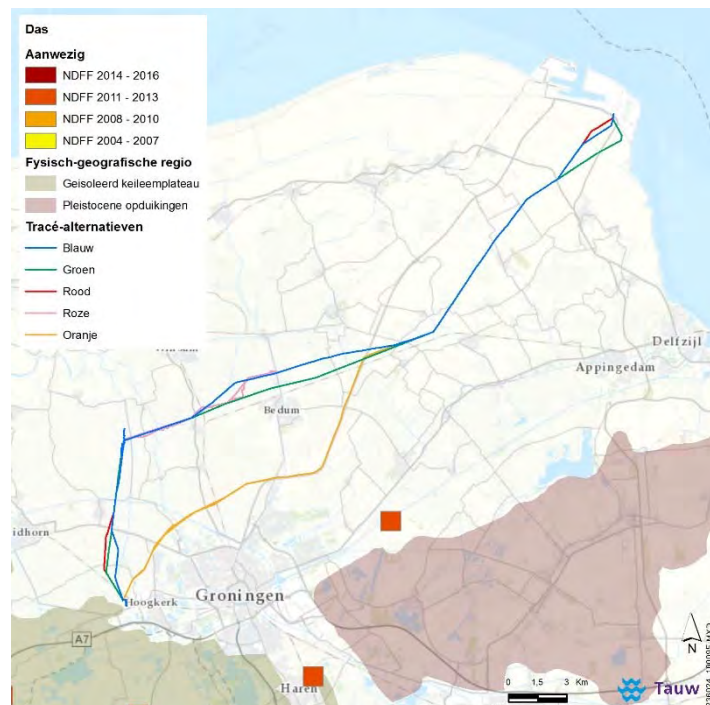 Das
Aanwezig
NDFF 2014 - 2016
NDFF 2011 - 2013
NDFF 2008 - 2010
NDFF 2004 - 2007
Fysisch-geografische regio
Geisoleerd keileemplateau
Pleistocene opduikingen
Tracé-alternatieven
Blauw
Groen
Rood
Roze
Oranje
Delfzijl
Appingedam
Bedum
idhorn
Hoogkerk
Groningen
A7
Haren
N
0 1,5 3 Km
Tauw